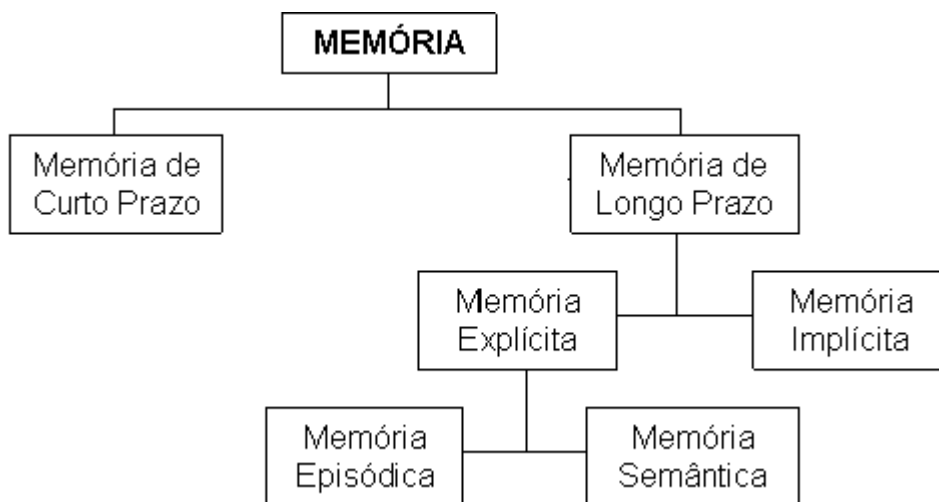 MEMÓRIA
Memória de
Curto Prazo
Memória de
Longo Prazo
Memória
Explícita
Memória
Implícita
Memória
Episódica
Memória
Semântica